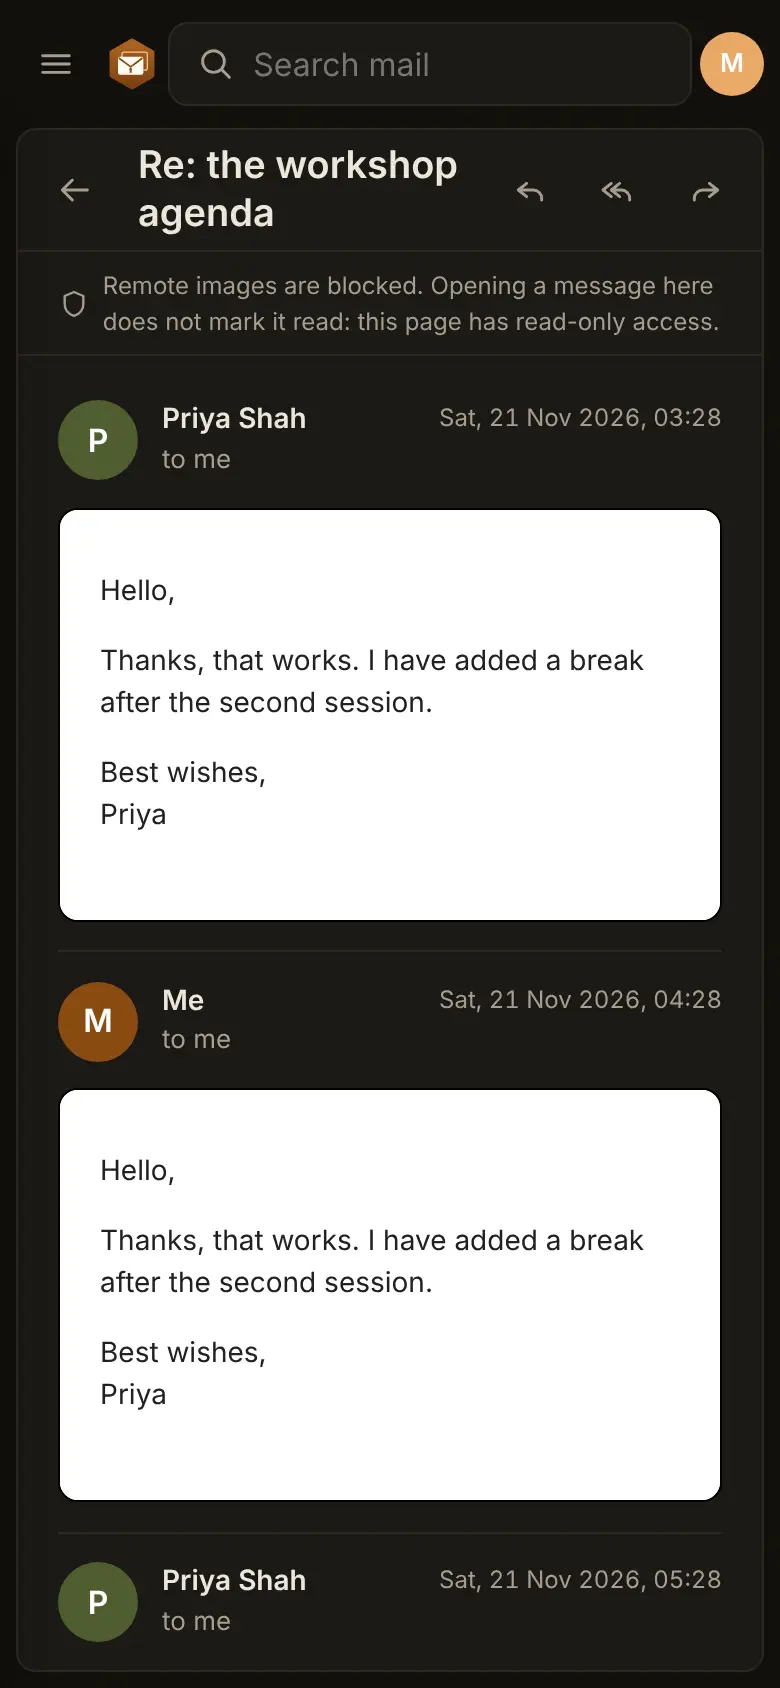 Search mail
M
Re: the workshop
agenda
Remote images are blocked. Opening a message here
does not mark it read: this page has read-only access.
P
Priya Shah
Sat, 21 Nov 2026, 03:28
to me
Hello,
Thanks, that works. I have added a break
after the second session.
Best wishes,
Priya
M
Me
Sat, 21 Nov 2026, 04:28
to me
Hello,
Thanks, that works. I have added a break
after the second session.
Best wishes,
Priya
P
Priya Shah
Sat, 21 Nov 2026, 05:28
to me